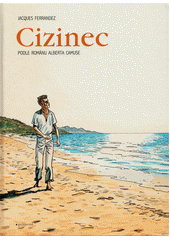 JACQUES FERRANDEZ
Cizinec
PODLE ROMÁNU ALBERTA CAMUSE